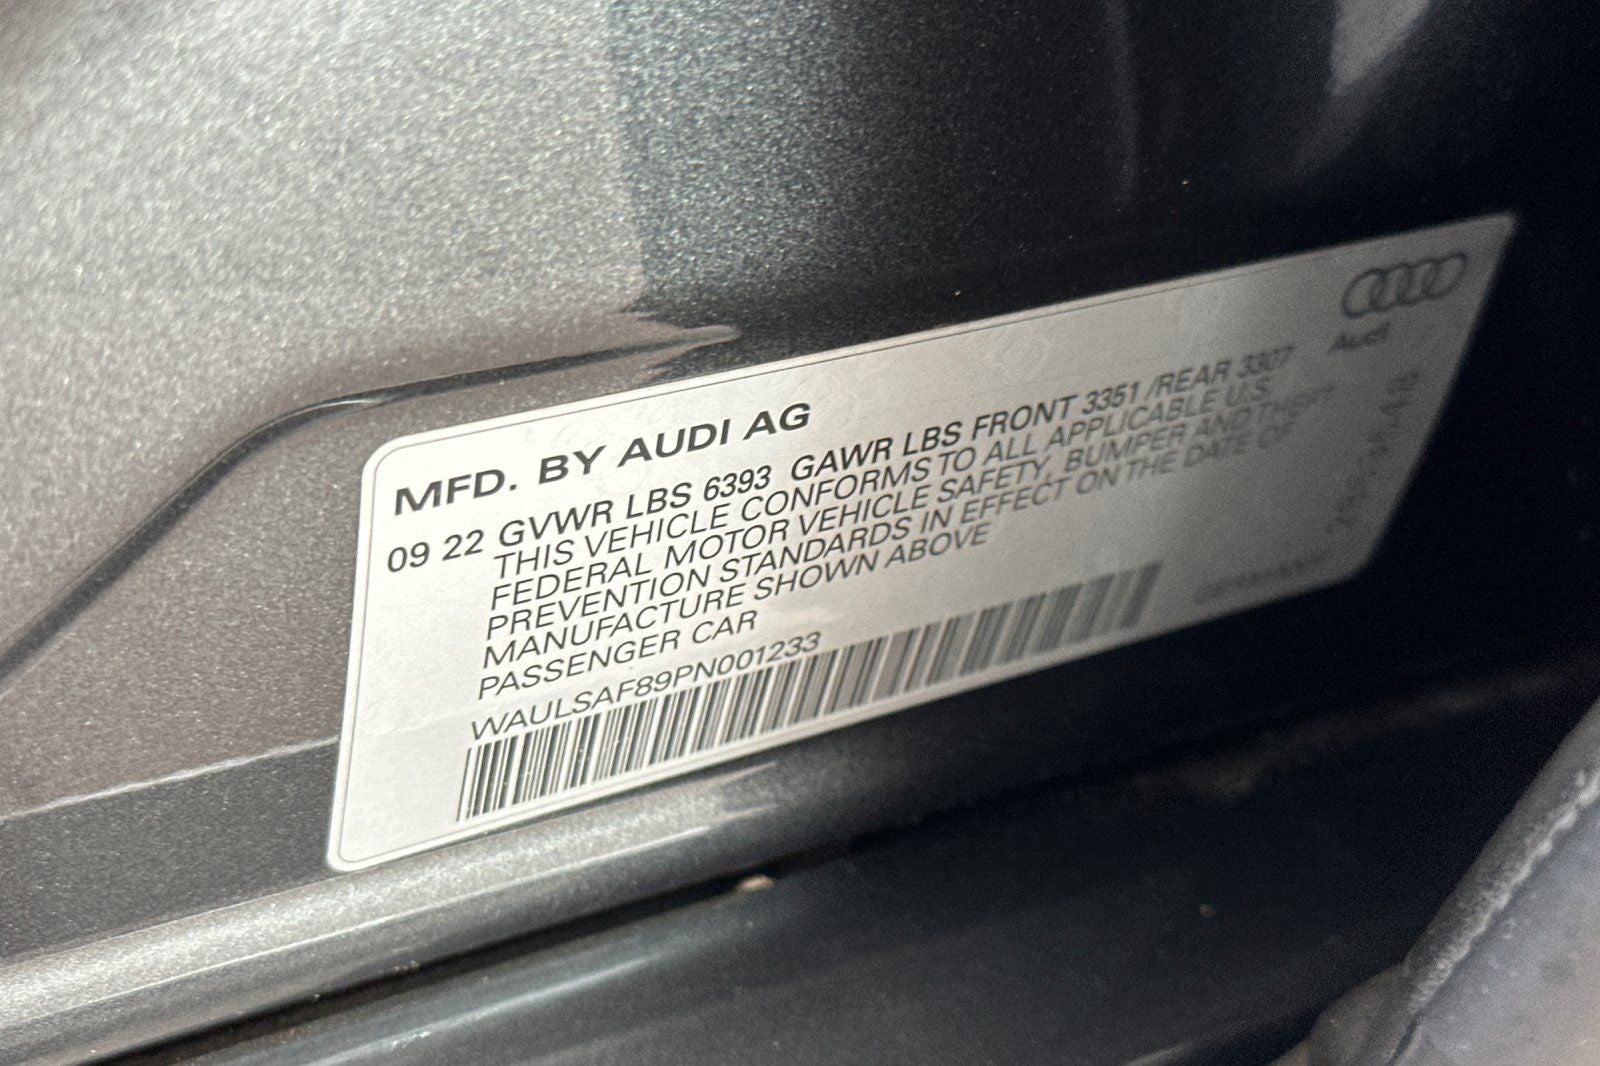 MFD. BY AUDI AG
09 22 GVWR LBS 6393 GAWR LBS FRONT 3351 /REAR 3307
THIS VEHICLE CONFORMS TO ALL APPLICABLE U.S.
FEDERAL MOTOR VEHICLE SAFETY, BUMPER AND THEFT
PREVENTION STANDARDS IN EFFECT ON THE DATE OF
MANUFACTURE SHOWN ABOVE
PASSENGER CAR
WAULSAF89PN001233
Audi